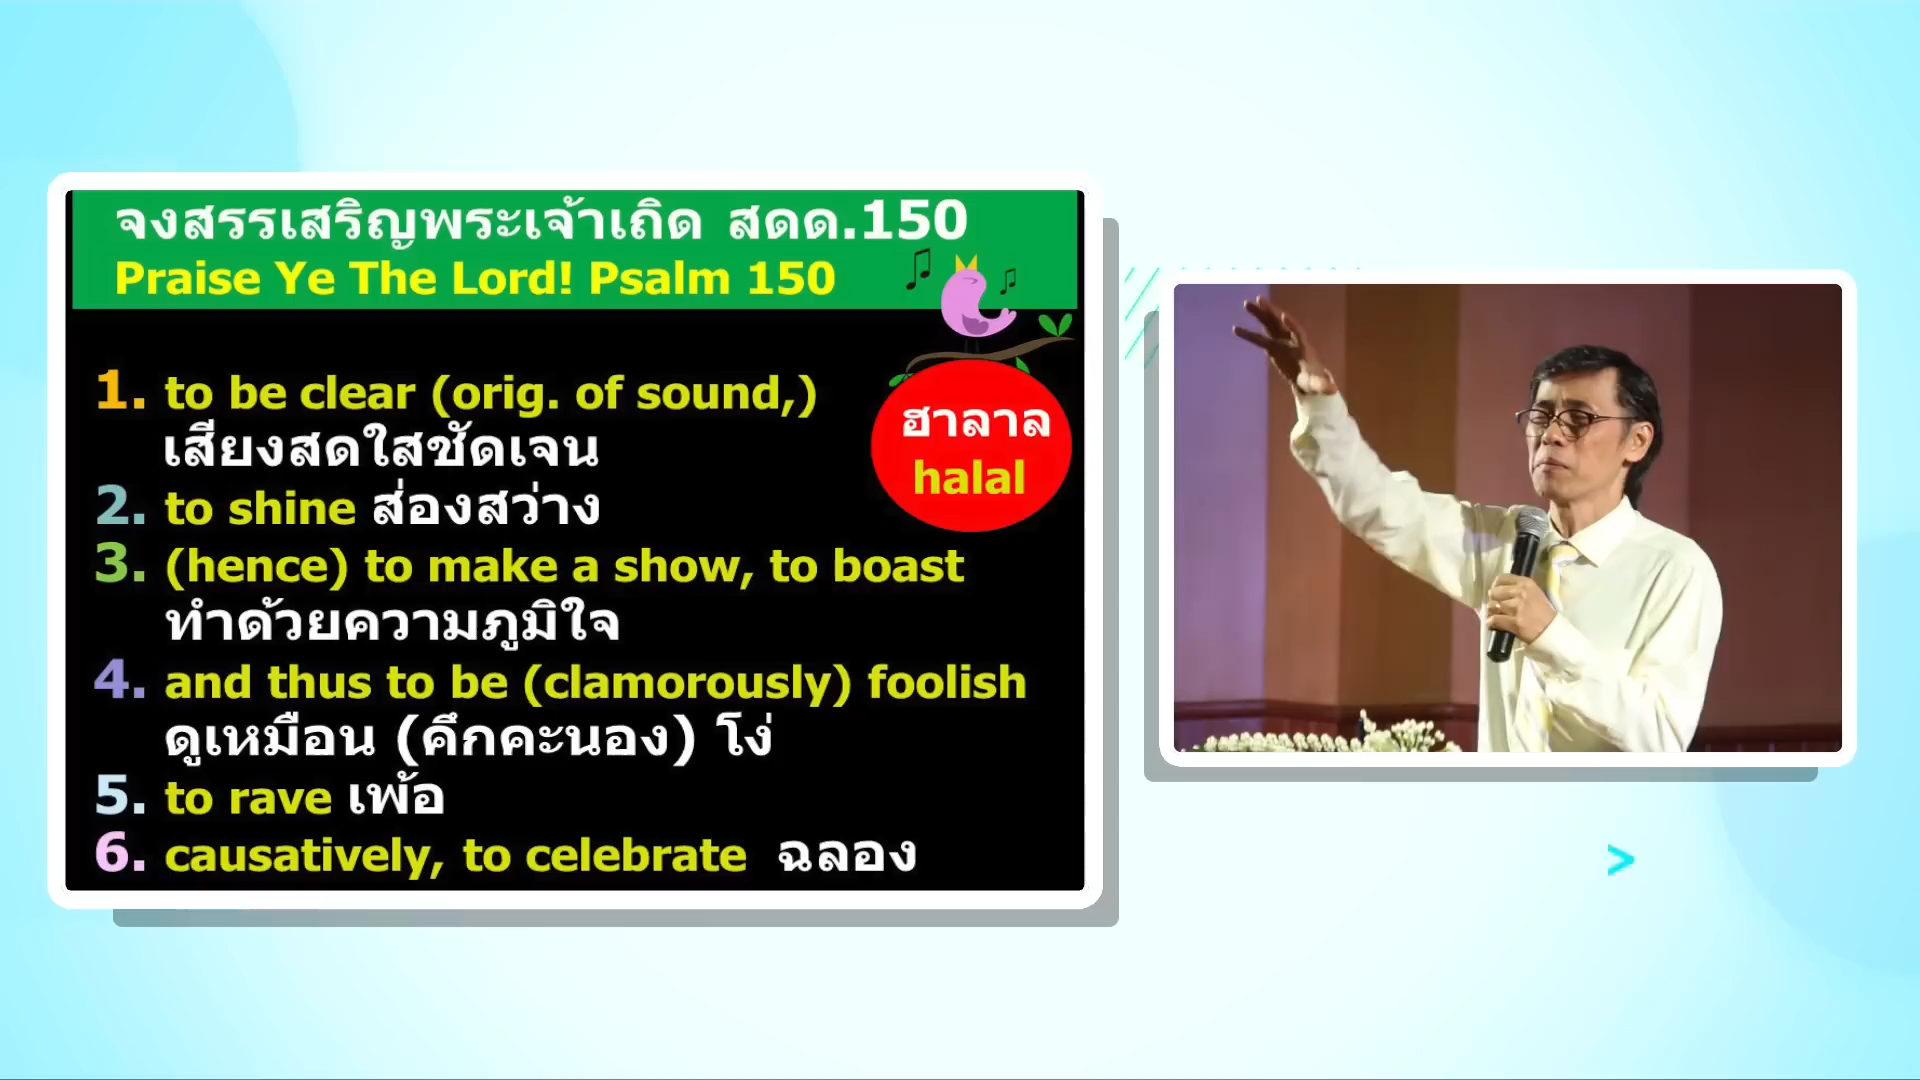 จงสรรเสริญพระเจ้าเถิด สดด.150
Praise Ye The Lord! Psalm 150
1. to be clear (orig. of sound,)
เสียงสดใสชัดเจน
ฮาลาล
halal
2. to shine ส่องสว่าง
3. (hence) to make a show, to boast
ทำด้วยความภูมิใจ
4. and thus to be (clamorously) foolish
ดูเหมือน (คึกคะนอง) โง่
5. to rave เพ้อ
6. causatively, to celebrate ฉลอง